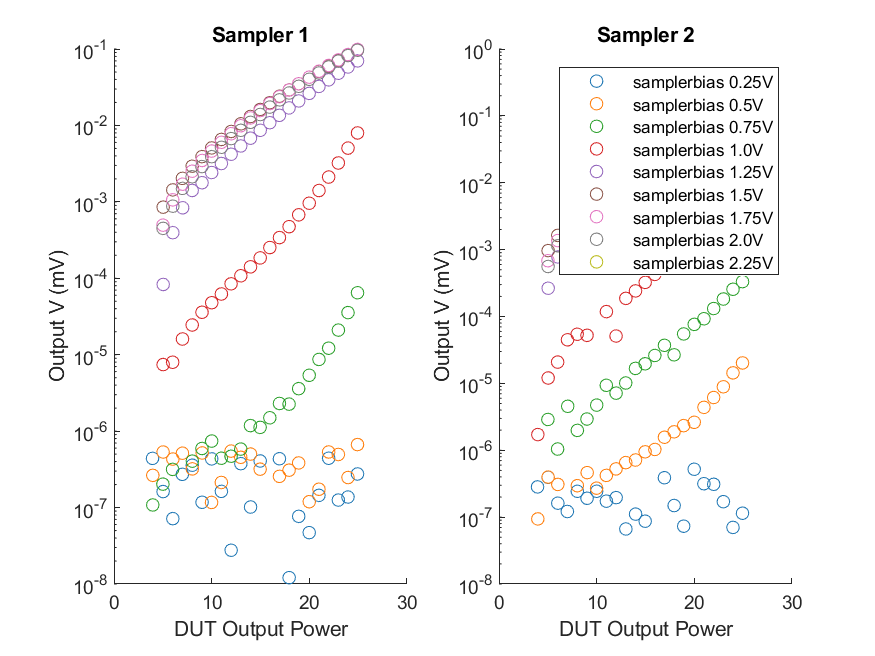 Sampler 1
10^-1
10^-2
10^-3
10^-4
10^-5
10^-6
10^-7
10^-8
Output V (mV)
0 10 20 30
DUT Output Power
Sampler 2
10^0
10^-1
10^-2
10^-3
10^-4
10^-5
10^-6
10^-7
10^-8
Output V (mV)
samplerbias 0.25V
samplerbias 0.5V
samplerbias 0.75V
samplerbias 1.0V
samplerbias 1.25V
samplerbias 1.5V
samplerbias 1.75V
samplerbias 2.0V
samplerbias 2.25V
0 10 20 30
DUT Output Power